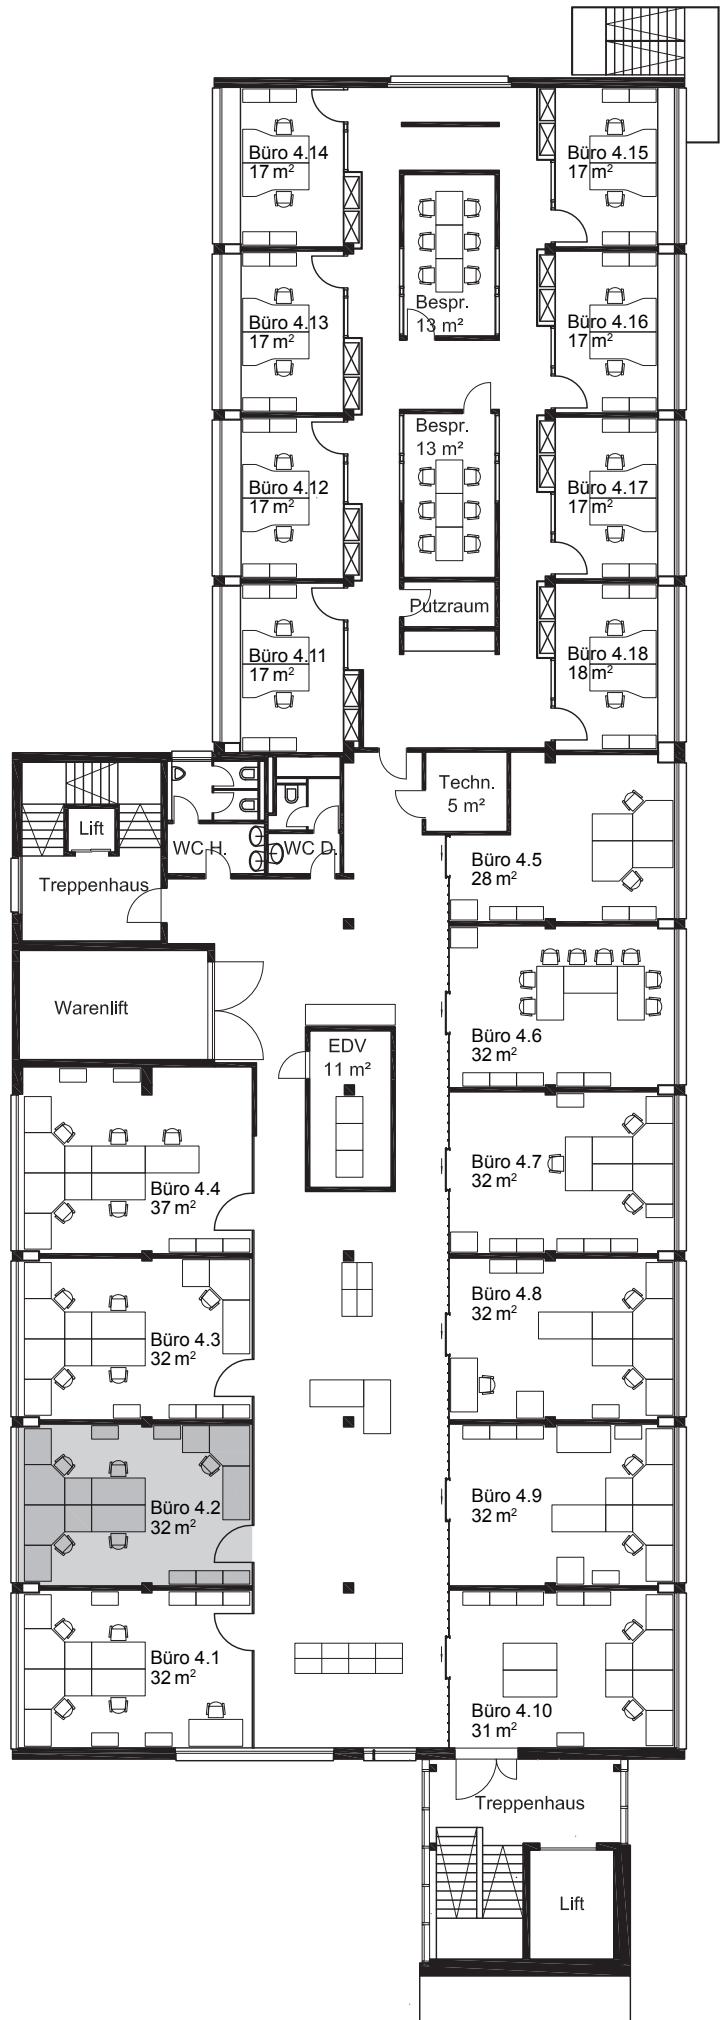 Büro 4.14
17 m²
Büro 4.15
17 m²
Bespr.
13 m²
Büro 4.13
17 m²
Büro 4.16
17 m²
Bespr.
13 m²
Büro 4.12
17 m²
Büro 4.17
17 m²
Putzraum
Büro 4.11
17 m²
Büro 4.18
18 m²
Techn.
5 m²
Lift
WC H.
WC D.
Treppenhaus
Büro 4.5
28 m²
Warenlift
Büro 4.6
32 m²
EDV
11 m²
Büro 4.4
37 m²
Büro 4.7
32 m²
Büro 4.3
32 m²
Büro 4.8
32 m²
Büro 4.2
32 m²
Büro 4.9
32 m²
Büro 4.1
32 m²
Büro 4.10
31 m²
Treppenhaus
Lift